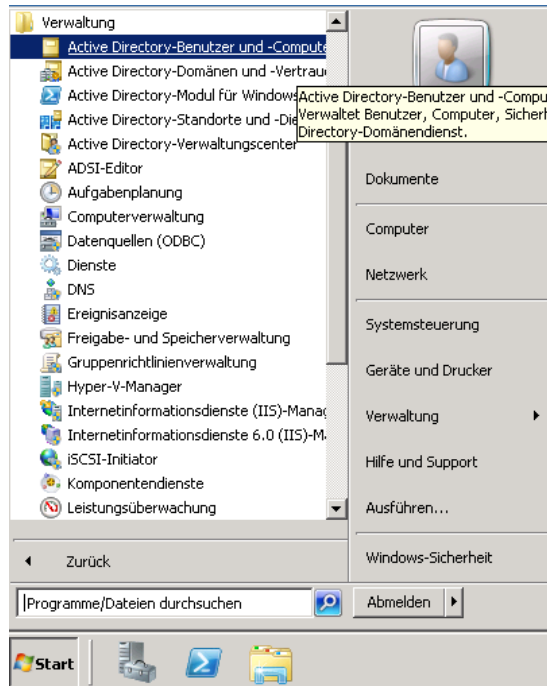 Verwaltung
Active Directory-Benutzer und -Compute
Active Directory-Domänen und -Vertrau
Active Directory-Modul für Windows
Active Directory-Standorte und -Die
Active Directory-Verwaltungscenter
ADSI-Editor
Aufgabenplanung
Computerverwaltung
Datenquellen (ODBC)
Dienste
DNS
Ereignisanzeige
Freigabe- und Speicherverwaltung
Gruppenrichtlinienverwaltung
Hyper-V-Manager
Internetinformationsdienste (IIS)-Manag
Internetinformationsdienste 6.0 (IIS)-M
iSCSI-Initiator
Komponentendienste
Leistungsüberwachung
Zurück
Programme/Dateien durchsuchen
Active Directory-Benutzer und -Compu
Verwaltet Benutzer, Computer, Sicherh
Directory-Domänendienst.
Dokumente
Computer
Netzwerk
Systemsteuerung
Geräte und Drucker
Verwaltung
Hilfe und Support
Ausführen...
Windows-Sicherheit
Abmelden
Start